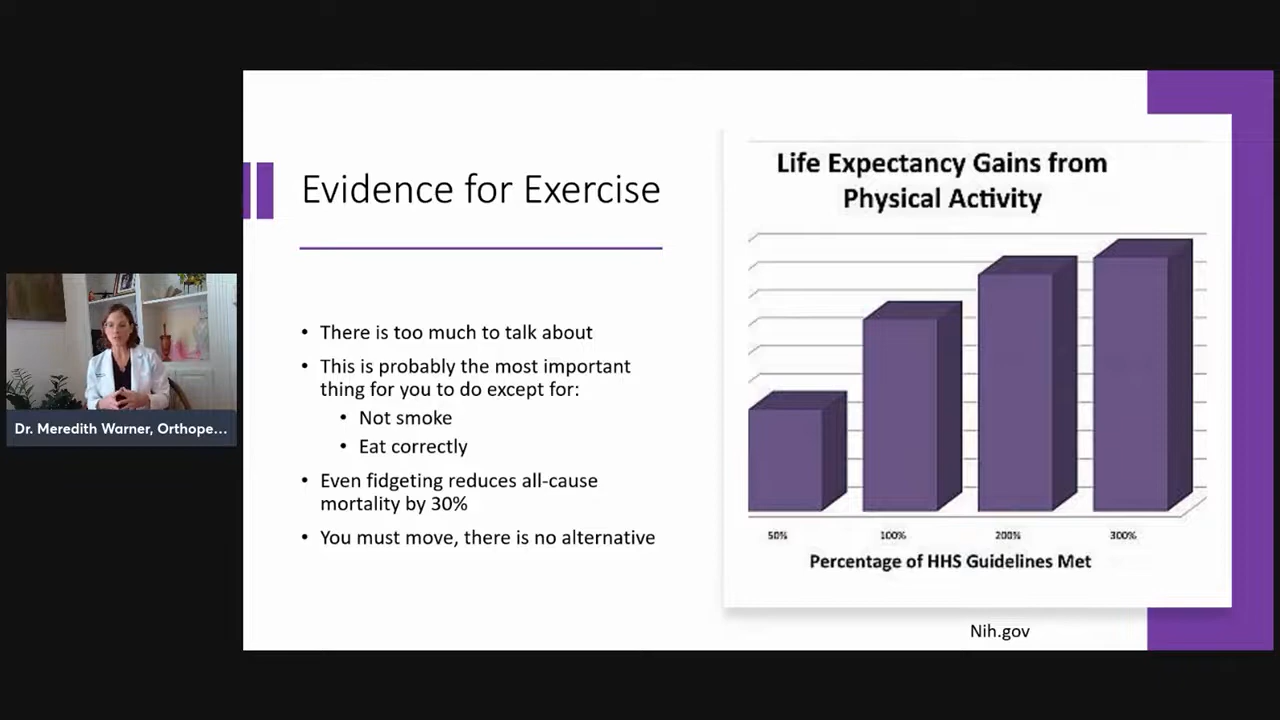 Evidence for Exercise
• There is too much to talk about
• This is probably the most important
thing for you to do except for:
• Not smoke
• Eat correctly
• Even fidgeting reduces all-cause
mortality by 30%
• You must move, there is no alternative
Life Expectancy Gains from
Physical Activity
50% 100% 200% 300%
Percentage of HHS Guidelines Met
Nih.gov
Dr. Meredith Warner, Orthope...